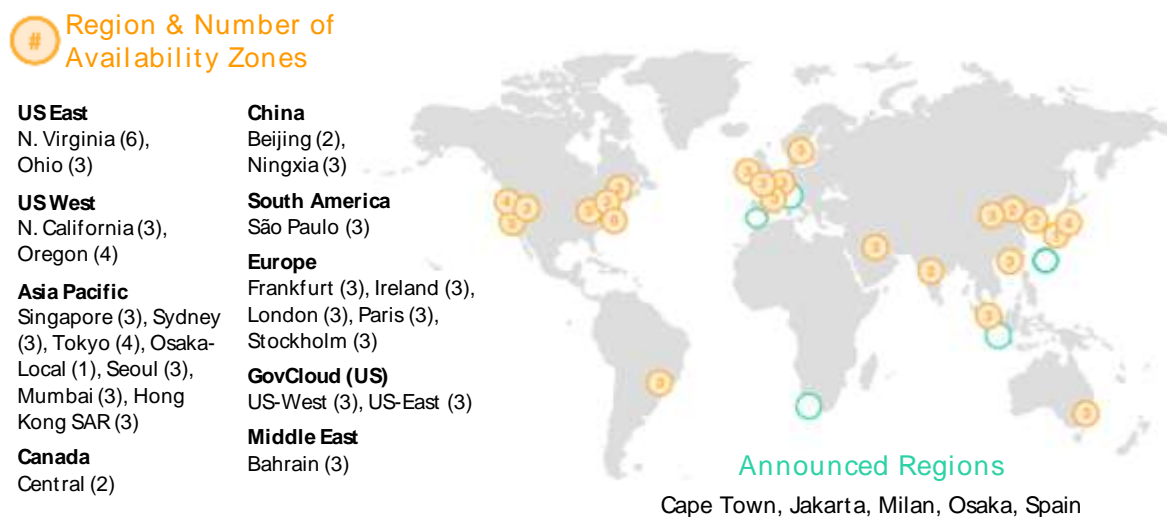 #
Region & Number of
Availability Zones
US East
N. Virginia (6),
Ohio (3)
US West
N. California (3),
Oregon (4)
Asia Pacific
Singapore (3), Sydney
(3), Tokyo (4), Osaka-
Local (1), Seoul (3),
Mumbai (3), Hong
Kong SAR (3)
Canada
Central (2)
China
Beijing (2),
Ningxia (3)
South America
São Paulo (3)
Europe
Frankfurt (3), Ireland (3),
London (3), Paris (3),
Stockholm (3)
GovCloud (US)
US-West (3), US-East (3)
Middle East
Bahrain (3)
Announced Regions
Cape Town, Jakarta, Milan, Osaka, Spain